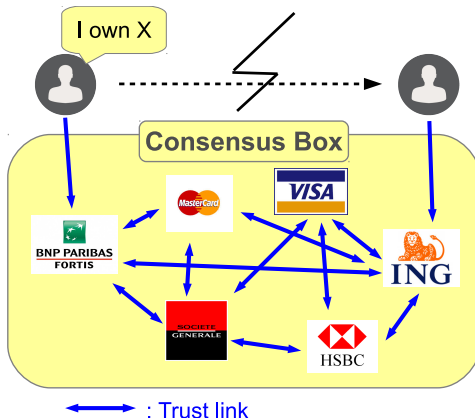 I own X
Consensus Box
MasterCard
VISA
BNP PARIBAS
FORTIS
ING
SOCIETE
GENERALE
HSBC
: Trust link